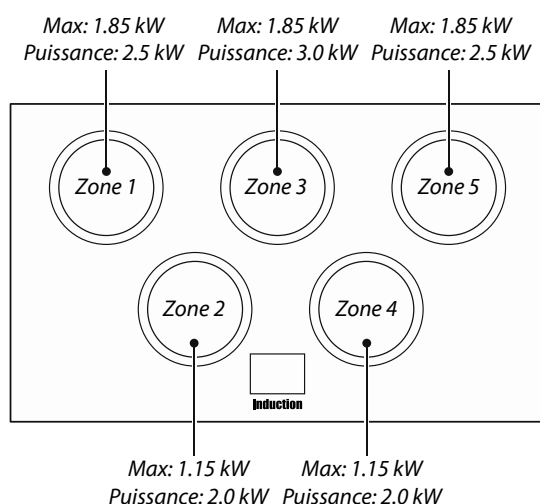 Max: 1.85 kW
Puissance: 2.5 kW
Max: 1.85 kW
Puissance: 3.0 kW
Max: 1.85 kW
Puissance: 2.5 kW
Zone 1
Zone 3
Zone 5
Zone 2
Zone 4
Induction
Max: 1.15 kW
Puissance: 2.0 kW
Max: 1.15 kW
Puissance: 2.0 kW